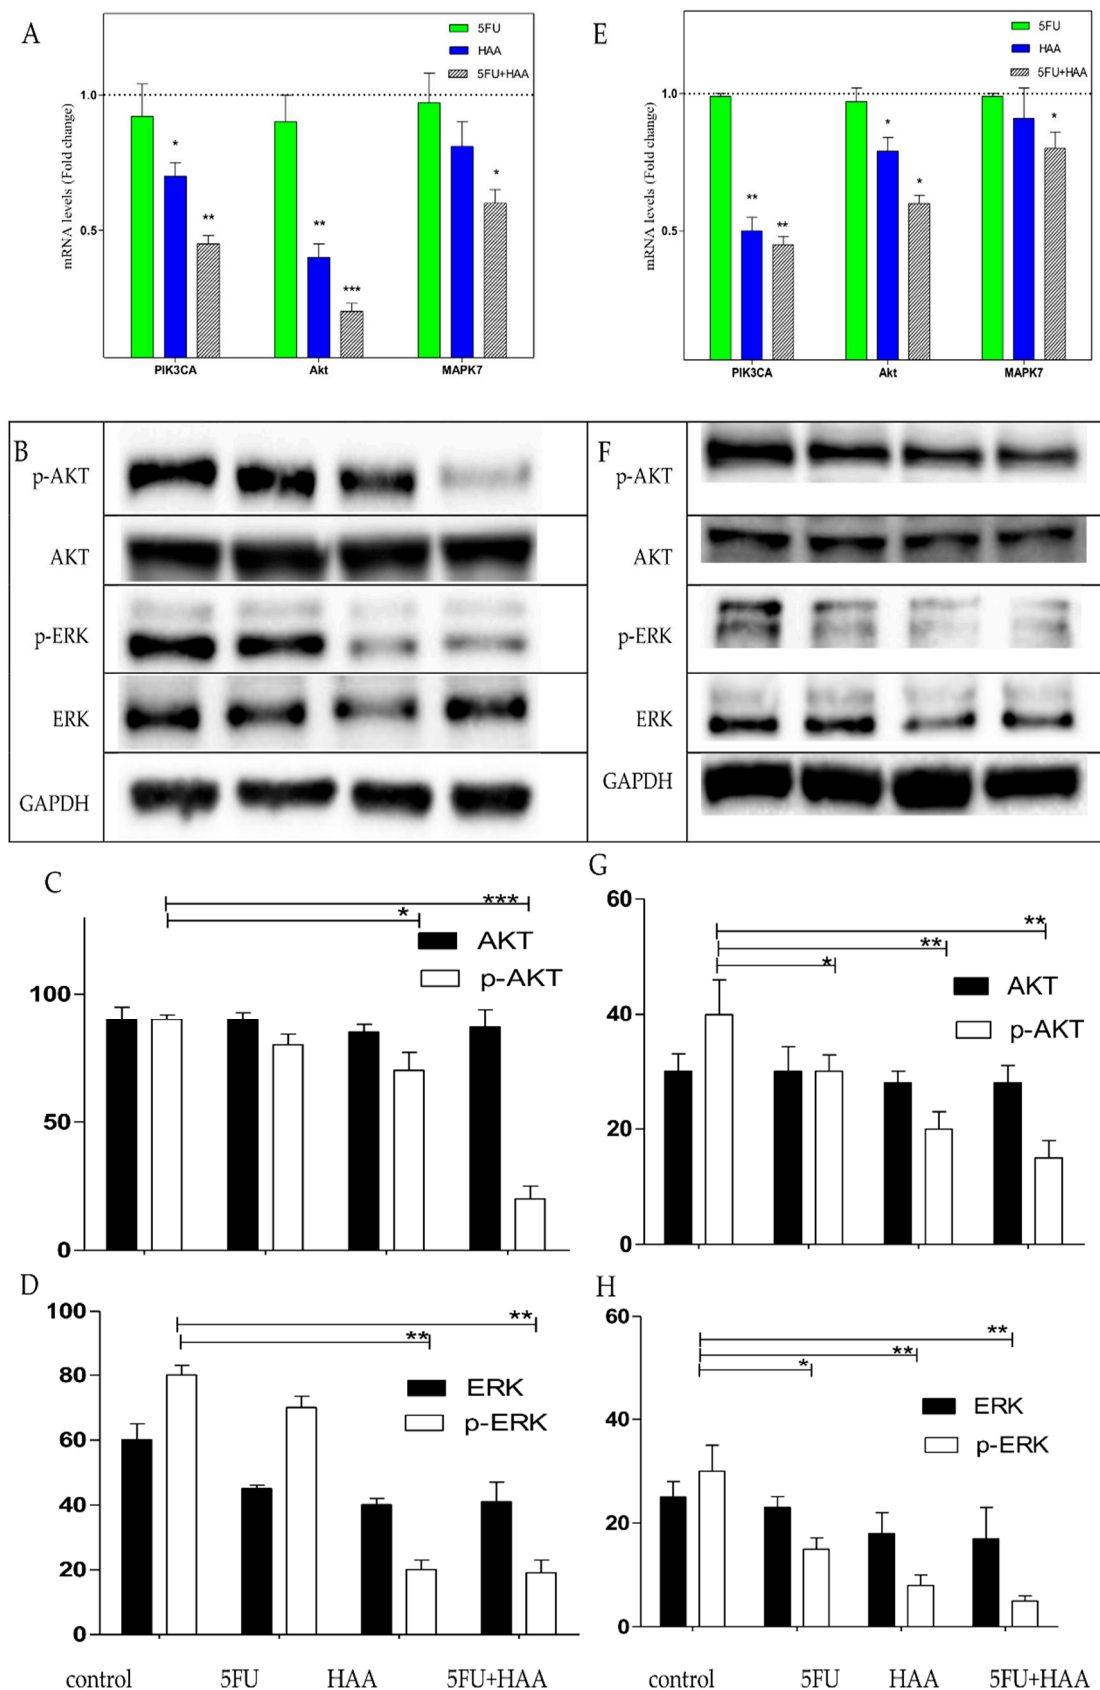 A
5FU
HAA
5FU+HAA
mRNA levels (Fold change)
1.0
0.5
*
**
**
***
*
PIK3CA
Akt
MAPK7
E
5FU
HAA
5FU+HAA
mRNA levels (Fold change)
1.0
0.5
**
**
*
*
*
PIK3CA
Akt
MAPK7
B
p-AKT
AKT
p-ERK
ERK
GAPDH
F
p-AKT
AKT
p-ERK
ERK
GAPDH
C
***
*
AKT
p-AKT
100
50
0
G
60
40
20
0
**
**
*
AKT
p-AKT
D
100
80
60
40
20
0
**
**
ERK
p-ERK
control
5FU
HAA
5FU+HAA
H
60
40
20
0
**
**
*
ERK
p-ERK
control
5FU
HAA
5FU+HAA